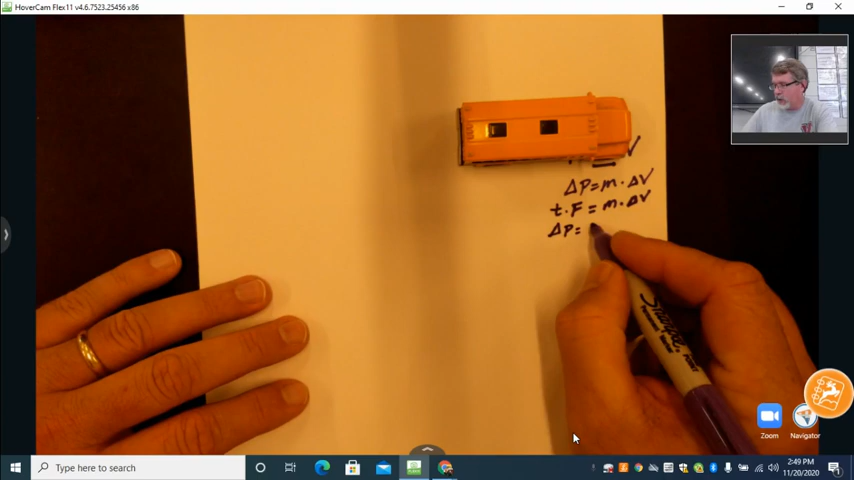 HoverCam Flex11 v4.6.7523.25456 x86
V
ΔP=m·ΔV
t·F=m·ΔV
ΔP=
Sharpie
Zoom
Navigator
Type here to search
2:49 PM
11/20/2020